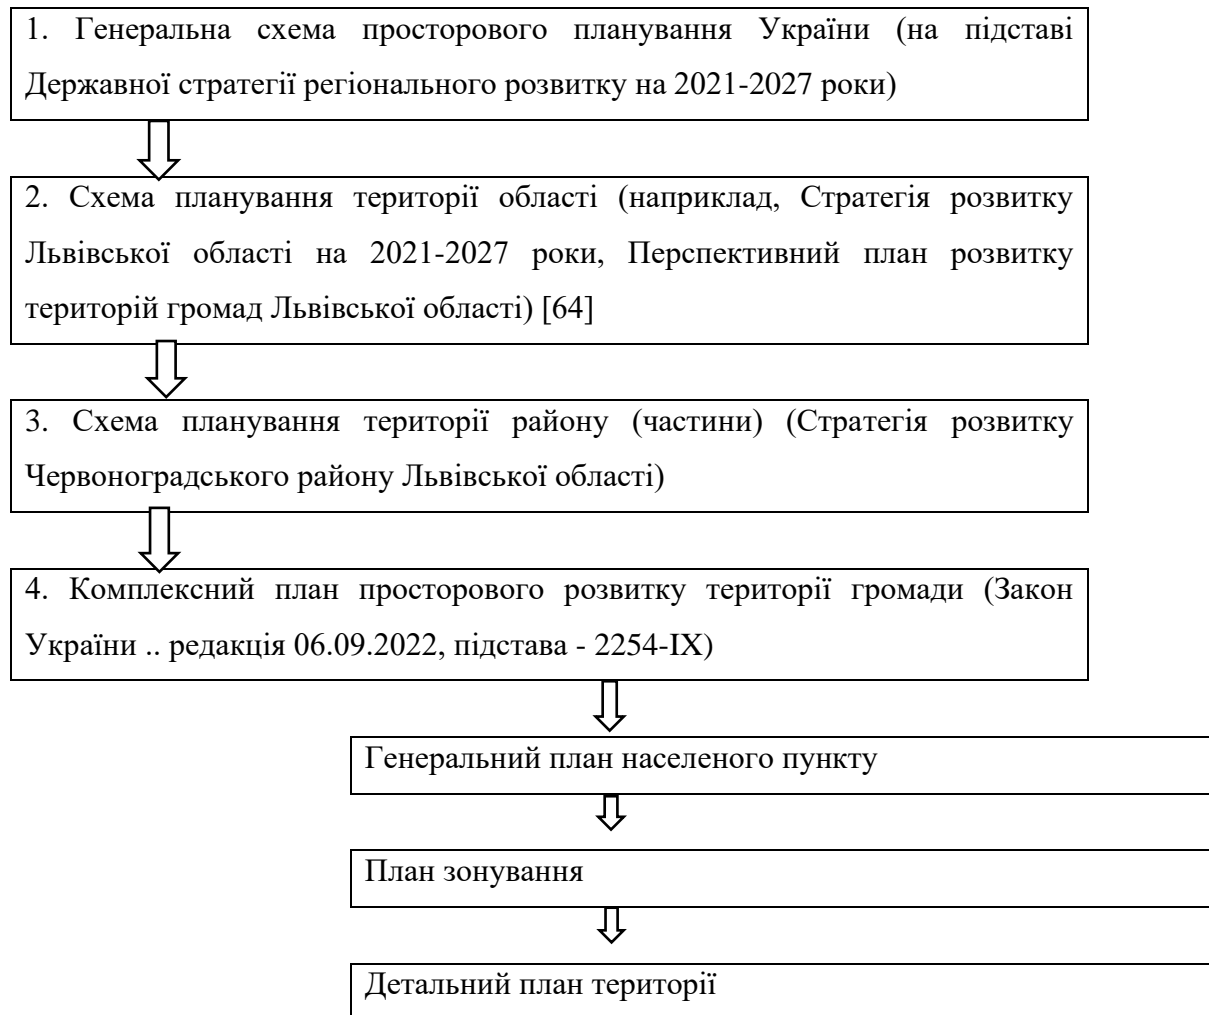 1. Генеральна схема просторового планування України (на підставі
Державної стратегії регіонального розвитку на 2021-2027 роки)
2. Схема планування території області (наприклад, Стратегія розвитку
Львівської області на 2021-2027 роки, Перспективний план розвитку
територій громад Львівської області) [64]
3. Схема планування території району (частини) (Стратегія розвитку
Червоноградського району Львівської області)
4. Комплексний план просторового розвитку території громади (Закон
України .. редакція 06.09.2022, підстава - 2254-IX)
Генеральний план населеного пункту
План зонування
Детальний план території